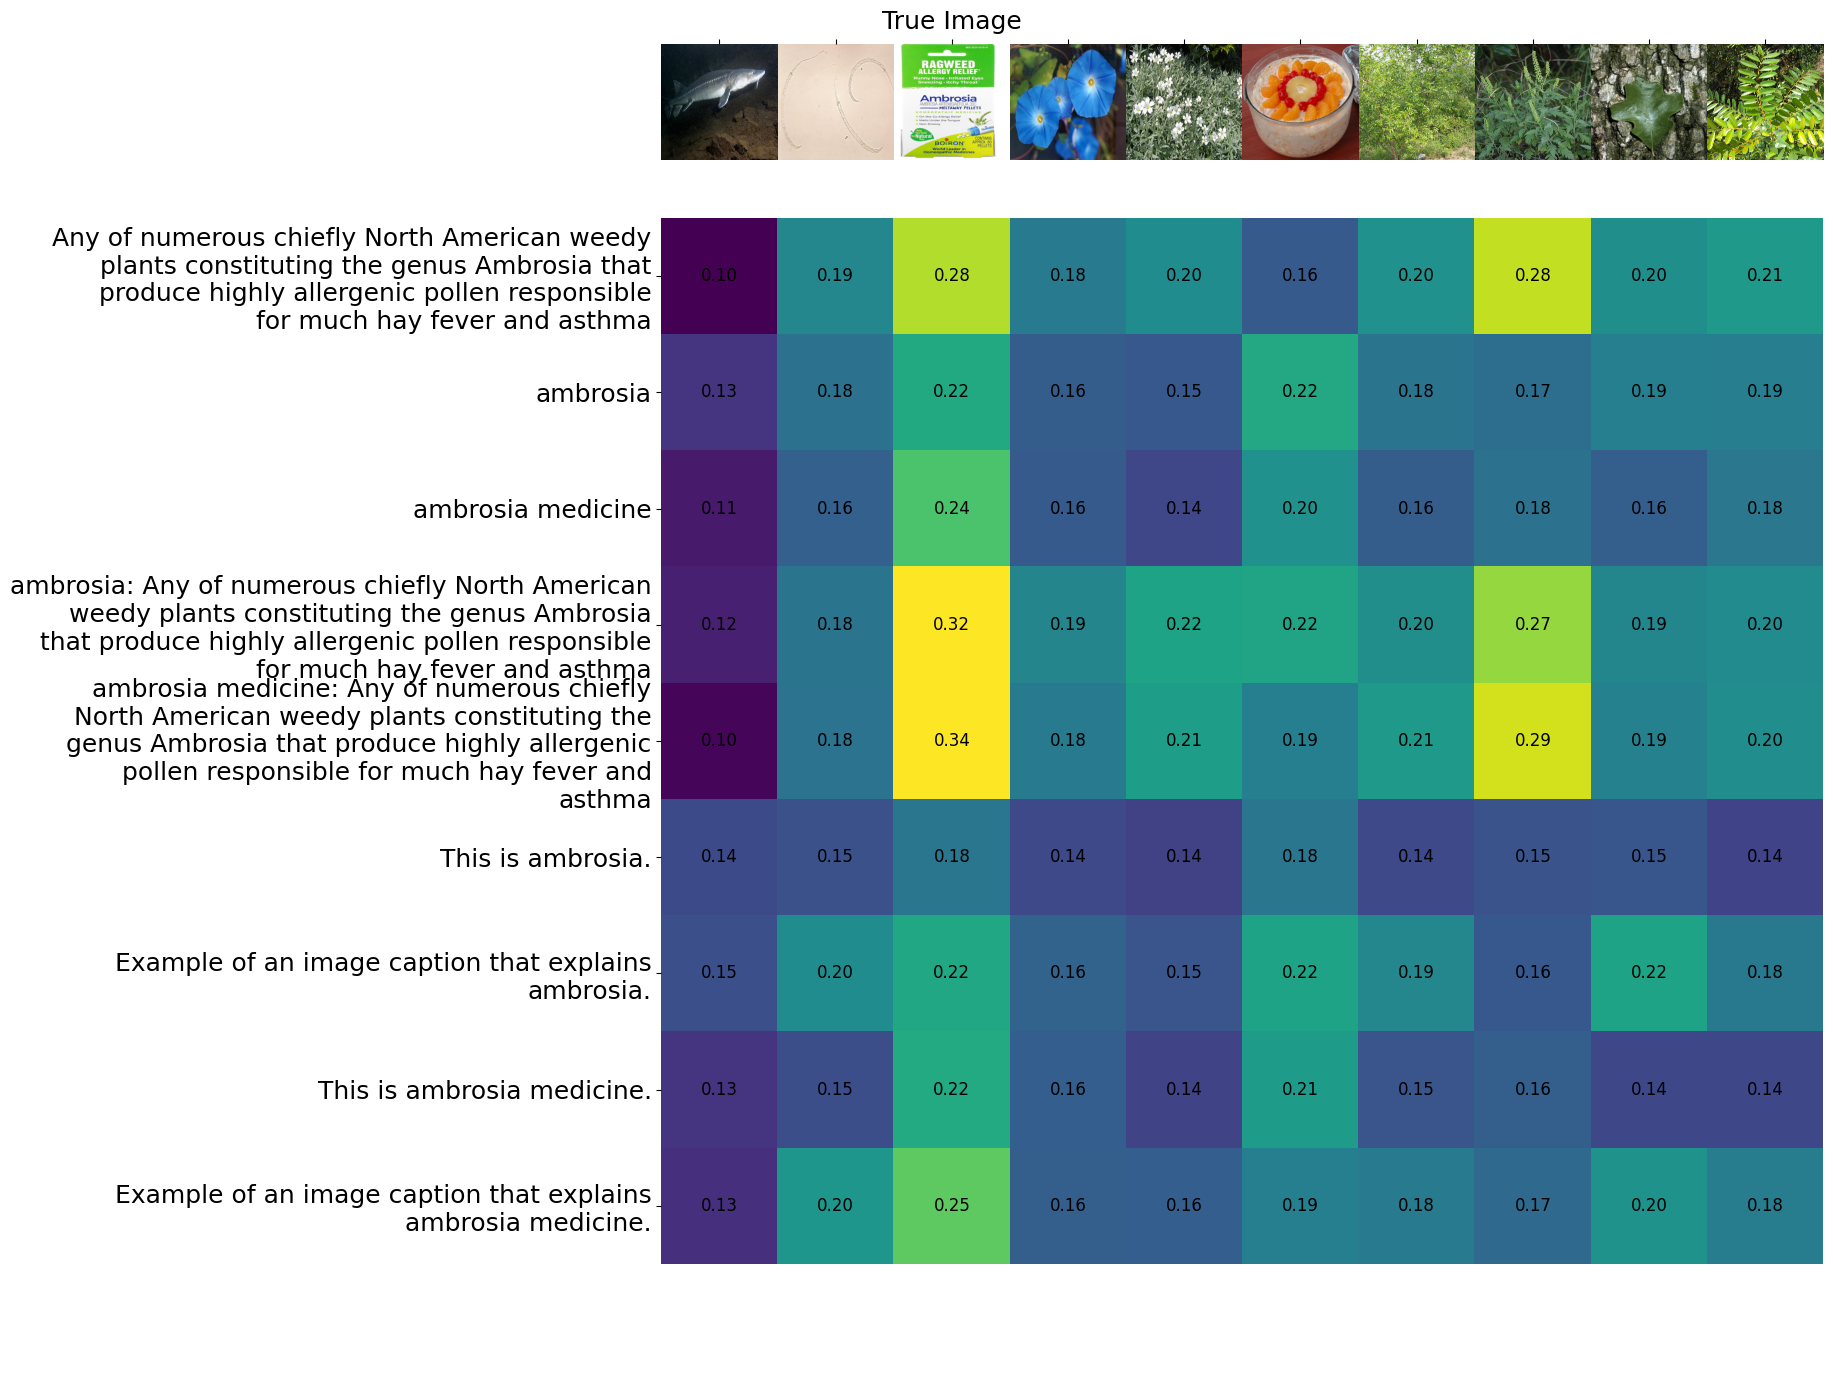 True Image
RAGWEED
ALLERGY RELIEF
Ambrosia
MELTAWAY PELLETS
BOIRON
Any of numerous chiefly North American weedy
plants constituting the genus Ambrosia that
produce highly allergenic pollen responsible
for much hay fever and asthma
0.10 0.19 0.28 0.18 0.20 0.16 0.20 0.28 0.20 0.21
ambrosia
0.13 0.18 0.22 0.16 0.15 0.22 0.18 0.17 0.19 0.19
ambrosia medicine
0.11 0.16 0.24 0.16 0.14 0.20 0.16 0.18 0.16 0.18
ambrosia: Any of numerous chiefly North American
weedy plants constituting the genus Ambrosia
that produce highly allergenic pollen responsible
for much hay fever and asthma
0.12 0.18 0.32 0.19 0.22 0.22 0.20 0.27 0.19 0.20
ambrosia medicine: Any of numerous chiefly
North American weedy plants constituting the
genus Ambrosia that produce highly allergenic
pollen responsible for much hay fever and
asthma
0.10 0.18 0.34 0.18 0.21 0.19 0.21 0.29 0.19 0.20
This is ambrosia.
0.14 0.15 0.18 0.14 0.14 0.18 0.14 0.15 0.15 0.14
Example of an image caption that explains
ambrosia.
0.15 0.20 0.22 0.16 0.15 0.22 0.19 0.16 0.22 0.18
This is ambrosia medicine.
0.13 0.15 0.22 0.16 0.14 0.21 0.15 0.16 0.14 0.14
Example of an image caption that explains
ambrosia medicine.
0.13 0.20 0.25 0.16 0.16 0.19 0.18 0.17 0.20 0.18